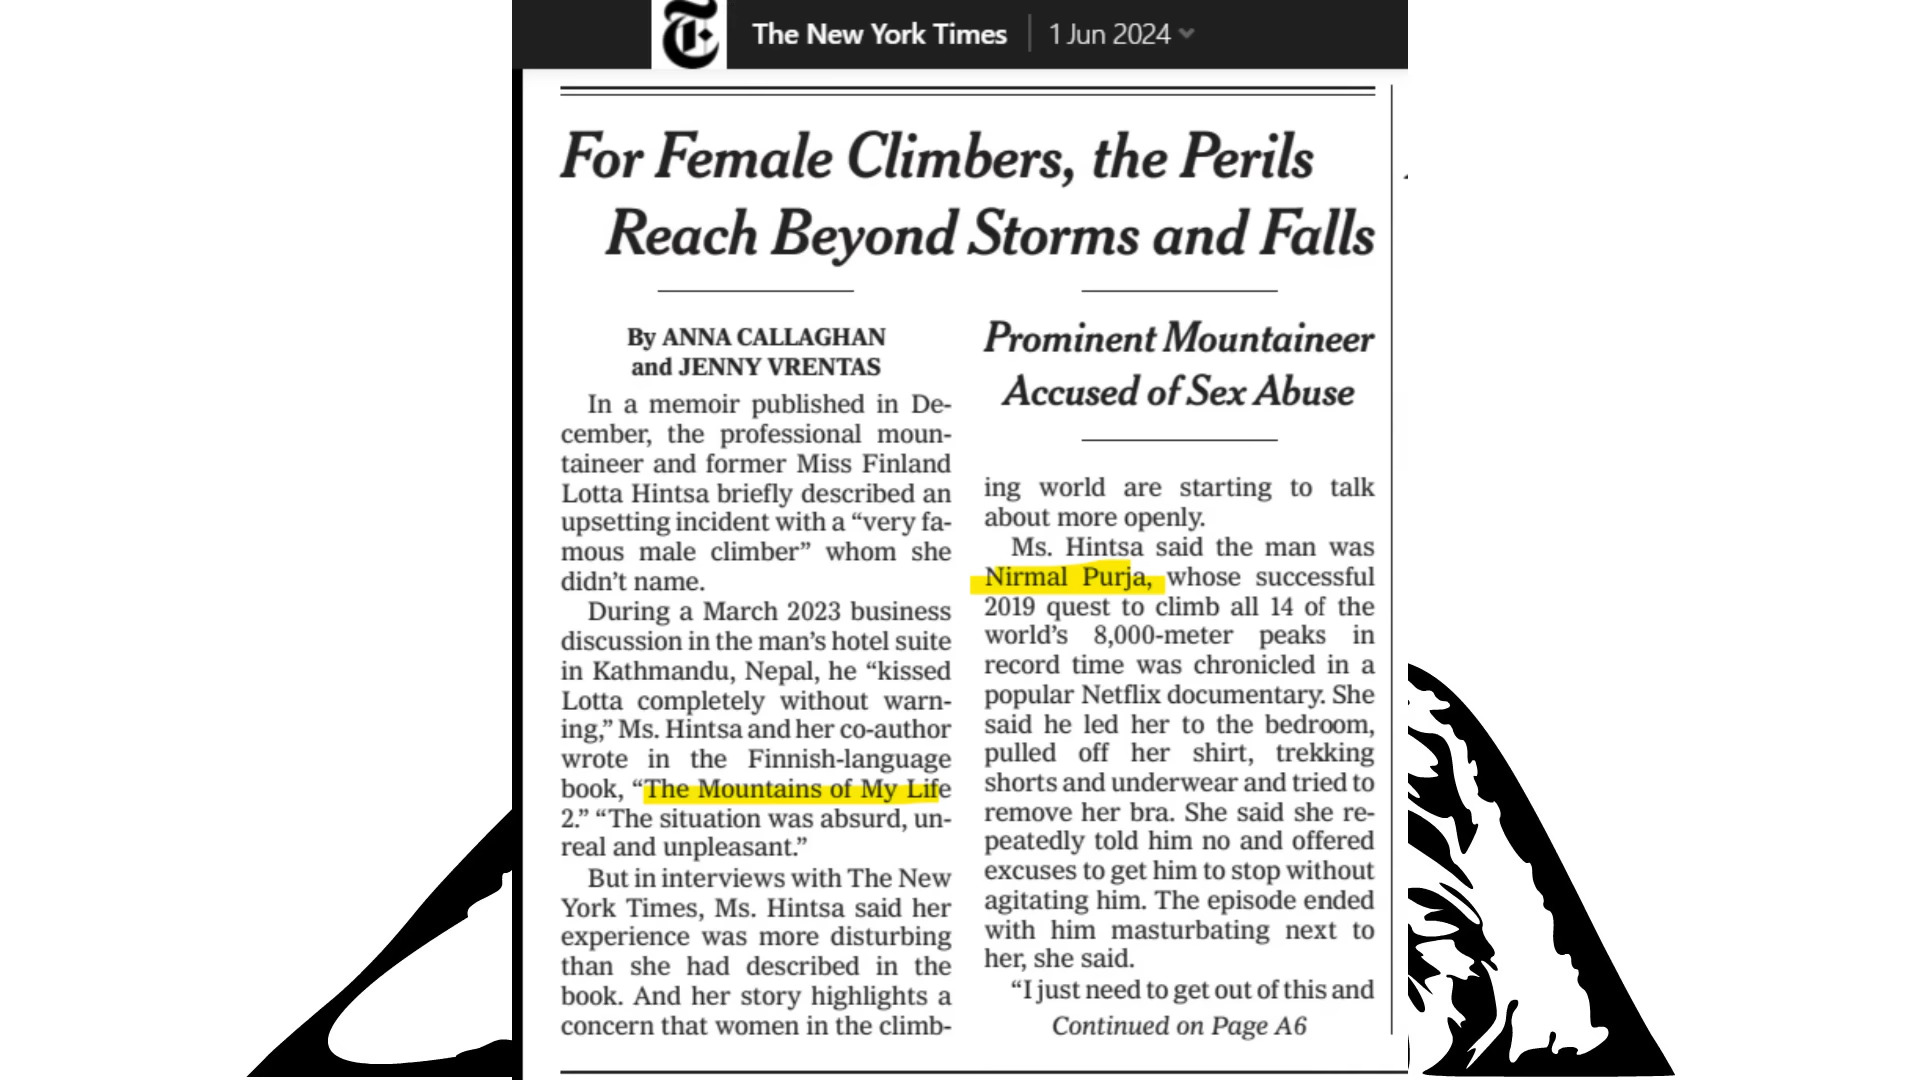 The New York Times
1 Jun 2024
For Female Climbers, the Perils
Reach Beyond Storms and Falls
By ANNA CALLAGHAN
and JENNY VRENTAS
In a memoir published in De-
cember, the professional moun-
taineer and former Miss Finland
Lotta Hintsa briefly described an
upsetting incident with a “very fa-
mous male climber” whom she
didn’t name.
During a March 2023 business
discussion in the man’s hotel suite
in Kathmandu, Nepal, he “kissed
Lotta completely without warn-
ing,” Ms. Hintsa and her co-author
wrote in the Finnish-language
book, “The Mountains of My Life
2.” “The situation was absurd, un-
real and unpleasant.”
But in interviews with The New
York Times, Ms. Hintsa said her
experience was more disturbing
than she had described in the
book. And her story highlights a
concern that women in the climb-
Prominent Mountaineer
Accused of Sex Abuse
ing world are starting to talk
about more openly.
Ms. Hintsa said the man was
Nirmal Purja, whose successful
2019 quest to climb all 14 of the
world’s 8,000-meter peaks in
record time was chronicled in a
popular Netflix documentary. She
said he led her to the bedroom,
pulled off her shirt, trekking
shorts and underwear and tried to
remove her bra. She said she re-
peatedly told him no and offered
excuses to get him to stop without
agitating him. The episode ended
with him masturbating next to
her, she said.
“I just need to get out of this and
Continued on Page A6